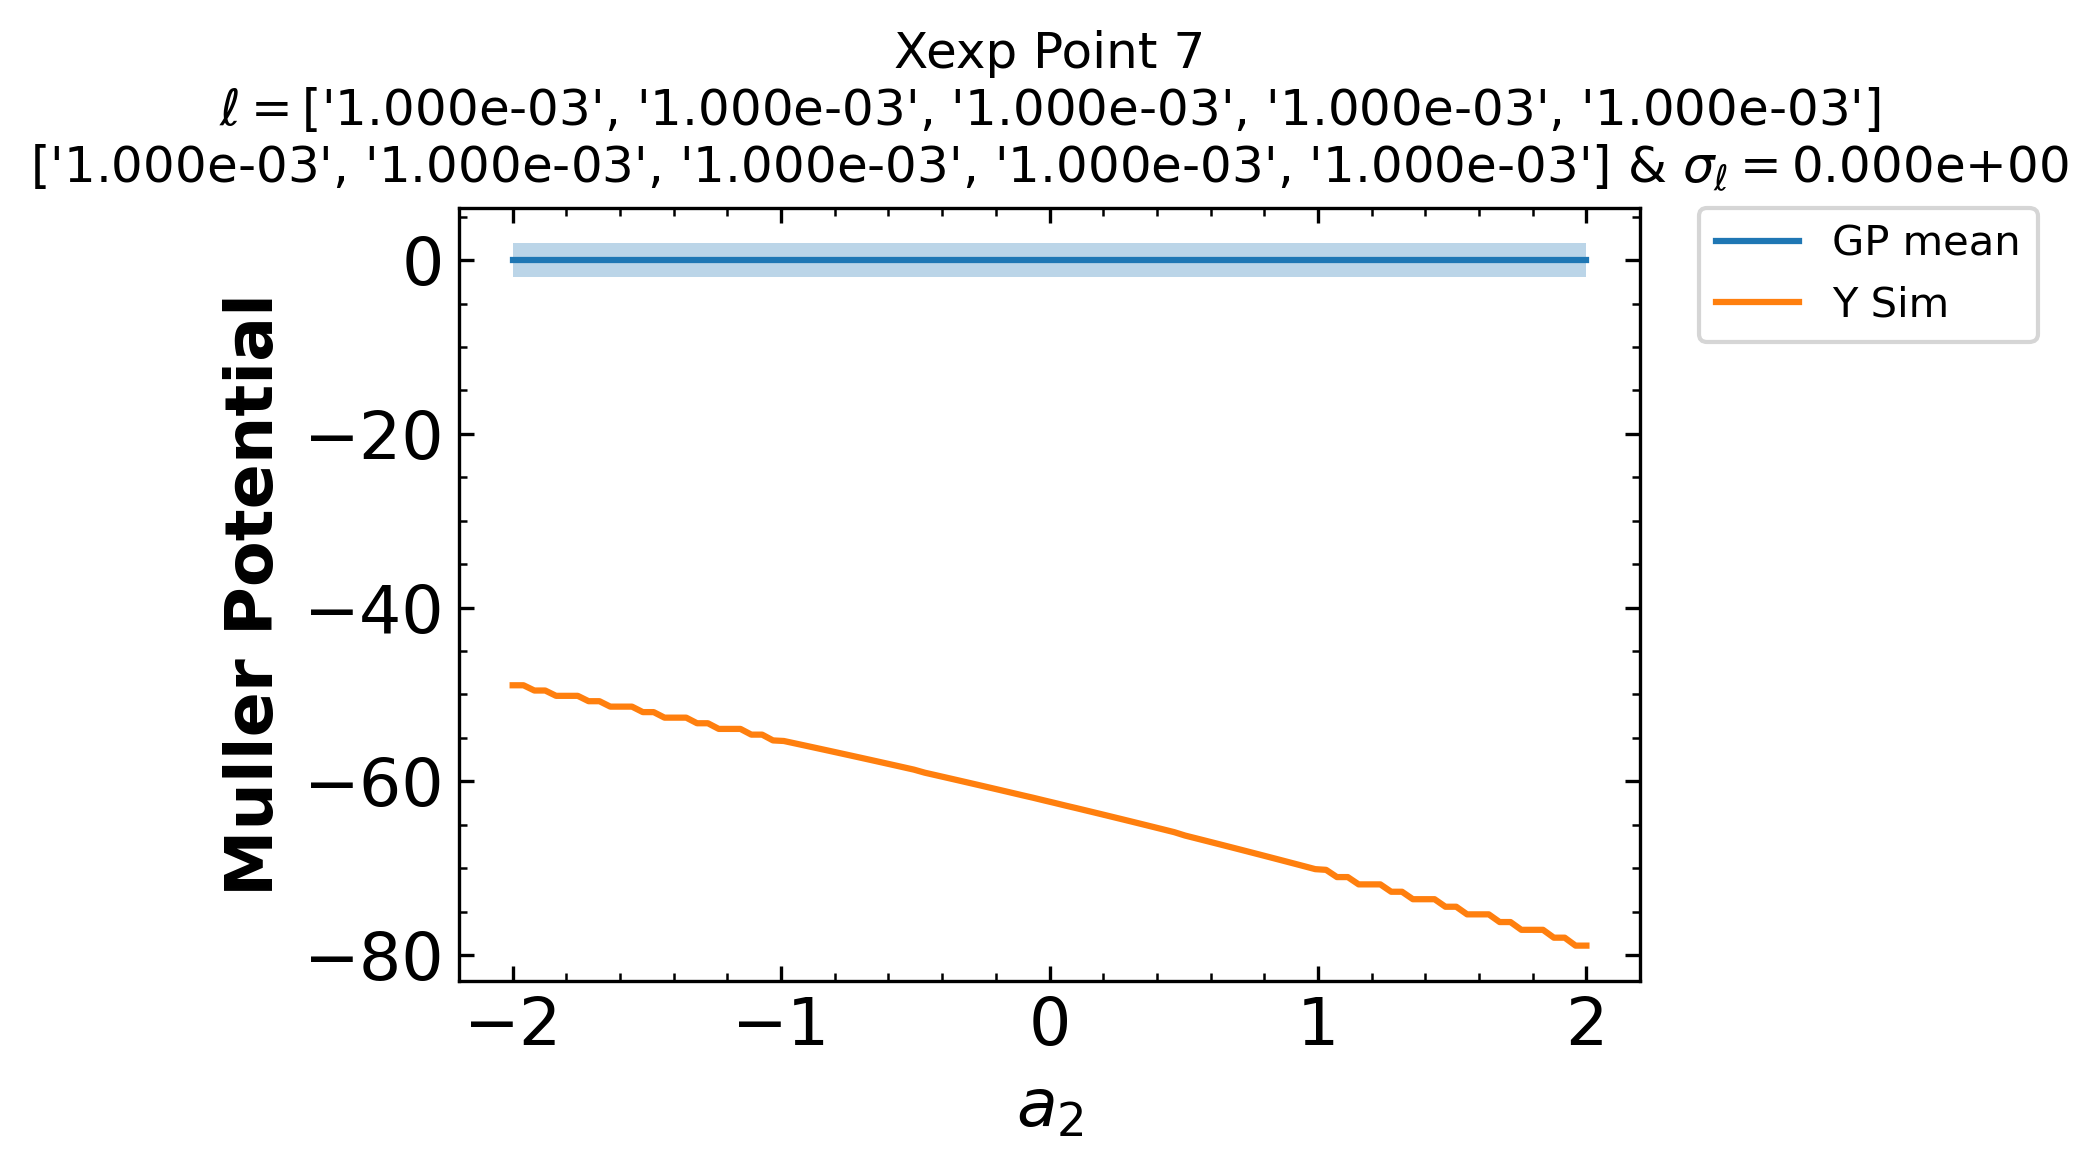 Xexp Point 7
ℓ = ['1.000e-03', '1.000e-03', '1.000e-03', '1.000e-03', '1.000e-03']
['1.000e-03', '1.000e-03', '1.000e-03', '1.000e-03', '1.000e-03'] & σℓ = 0.000e+00
GP mean
Y Sim
Muller Potential
0
−20
−40
−60
−80
−2
−1
0
1
2
a₂